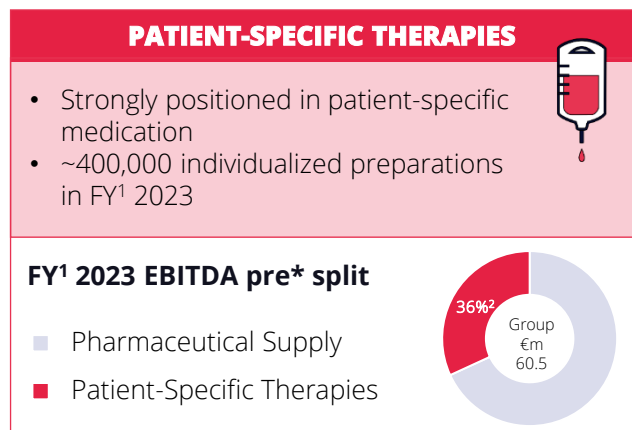 PATIENT-SPECIFIC THERAPIES
• Strongly positioned in patient-specific
medication
• ~400,000 individualized preparations
in FY¹ 2023
FY¹ 2023 EBITDA pre* split
Pharmaceutical Supply
Patient-Specific Therapies
36%²
Group
€m
60.5